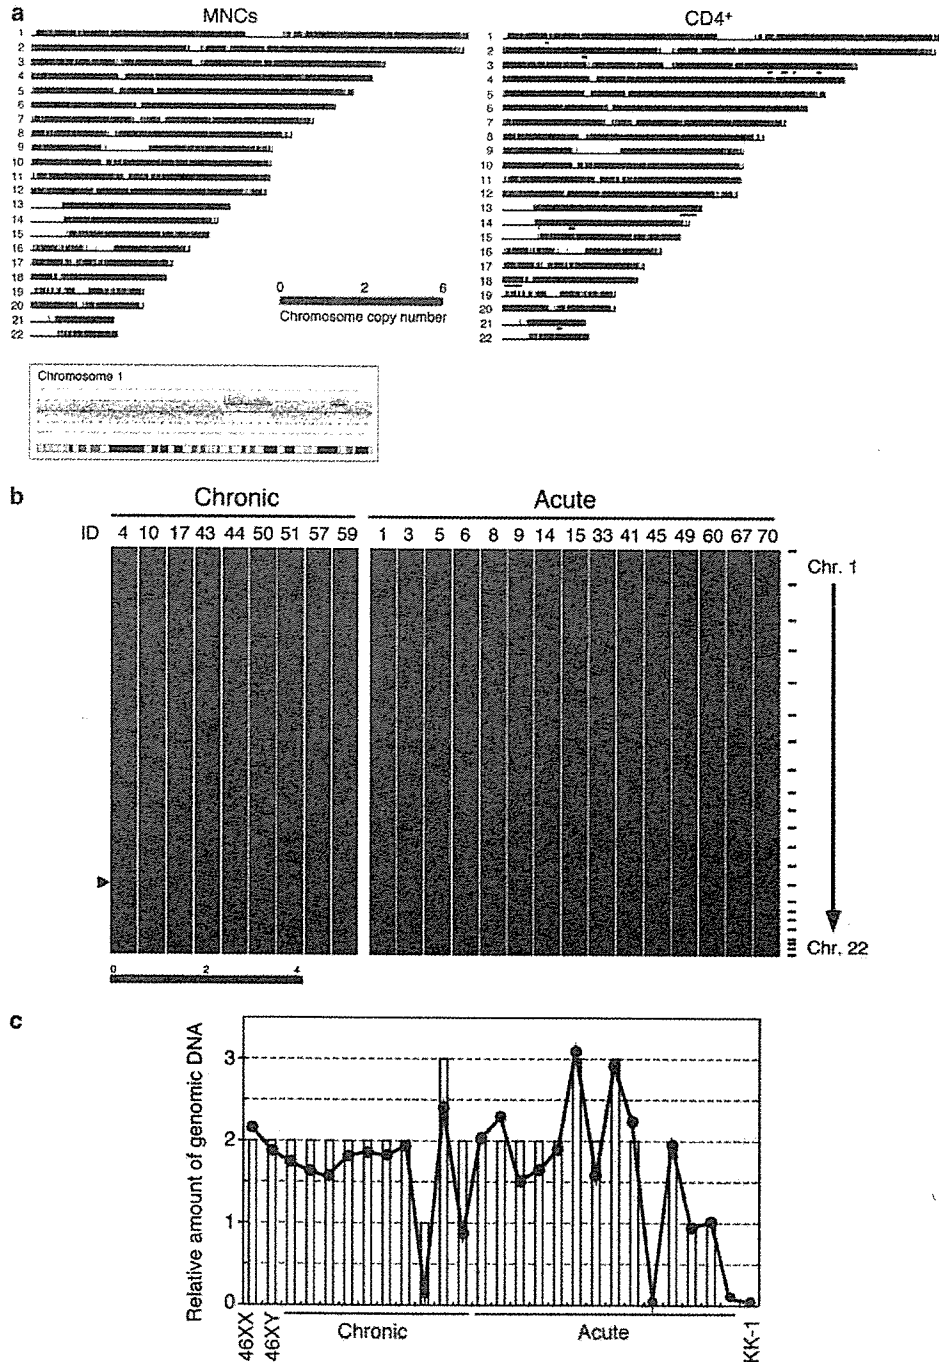 a
MNCs
1
2
3
4
5
6
7
8
9
10
11
12
13
14
15
16
17
18
19
20
21
22
0 2 6
Chromosome copy number
CD4+
1
2
3
4
5
6
7
8
9
10
11
12
13
14
15
16
17
18
19
20
21
22
Chromosome 1
b
Chronic Acute
ID 4 10 17 43 44 50 51 57 59 1 3 5 6 8 9 14 15 33 41 45 49 60 67 70
Chr. 1
Chr. 22
0 2 4
c
Relative amount of genomic DNA
3
2
1
0
46XX
46XY
Chronic
Acute
KK-1